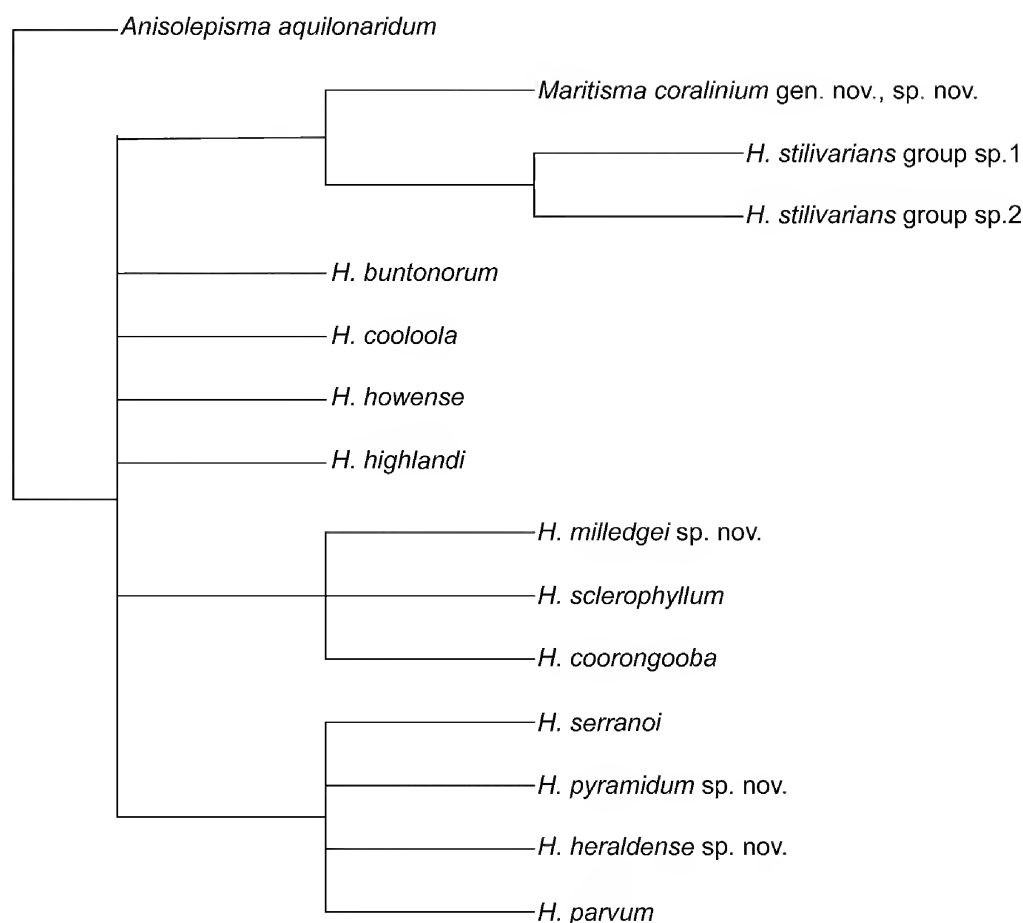 Anisolepisma aquilonaridum
Maritisma coralinium gen. nov., sp. nov.
H. stilivarians group sp.1
H. stilivarians group sp.2
H. buntonorum
H. cooloola
H. howense
H. highlandi
H. milledgei sp. nov.
H. sclerophyllum
H. coorongooba
H. serranoi
H. pyramidum sp. nov.
H. heraldense sp. nov.
H. parvum